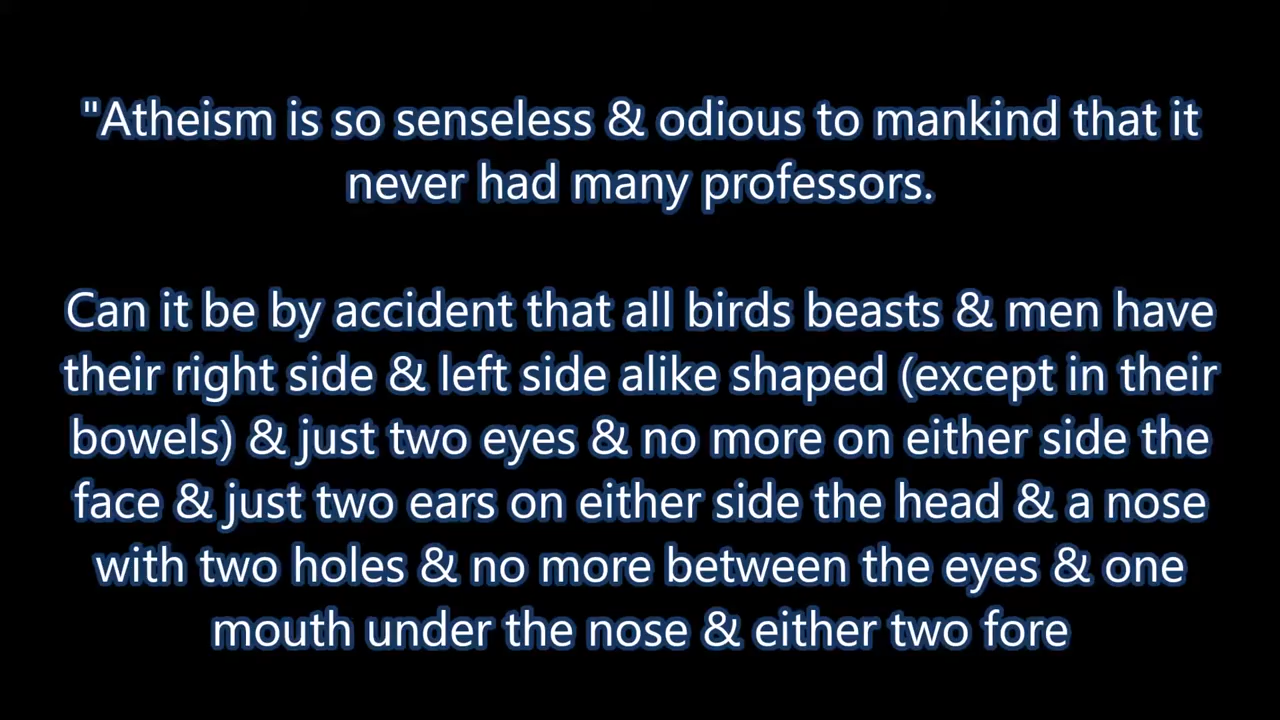 "Atheism is so senseless & odious to mankind that it
never had many professors.
Can it be by accident that all birds beasts & men have
their right side & left side alike shaped (except in their
bowels) & just two eyes & no more on either side the
face & just two ears on either side the head & a nose
with two holes & no more between the eyes & one
mouth under the nose & either two fore